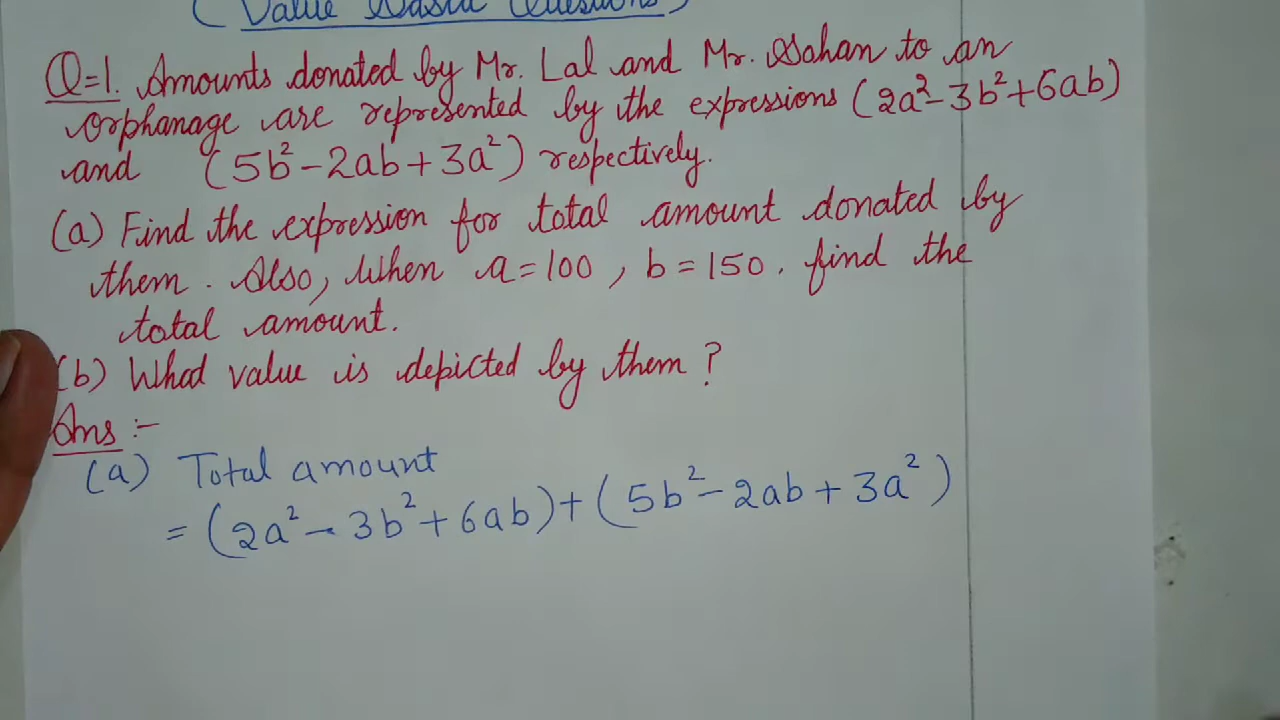 (Value Based Questions)
Q=1. Amounts donated by Mr. Lal and Mr. Sohan to an
orphanage are represented by the expressions (2a²-3b²+6ab)
and (5b²-2ab+3a²) respectively.
(a) Find the expression for total amount donated by
them. Also, When a=100, b=150. find the
total amount.
(b) What value is depicted by them?
Ans :-
(a) Total amount
= (2a²-3b²+6ab)+(5b²-2ab+3a²)